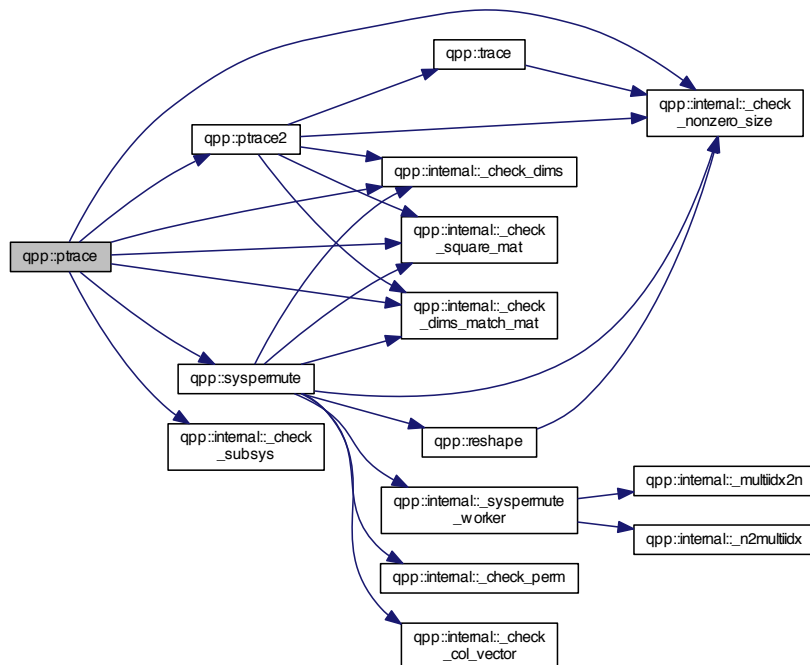 qpp::trace
qpp::internal::_check
_nonzero_size
qpp::ptrace2
qpp::internal::_check_dims
qpp::internal::_check
_square_mat
qpp::ptrace
qpp::internal::_check
_dims_match_mat
qpp::syspermute
qpp::internal::_check
_subsys
qpp::reshape
qpp::internal::_multiidx2n
qpp::internal::_syspermute
_worker
qpp::internal::_n2multiidx
qpp::internal::_check_perm
qpp::internal::_check
_col_vector